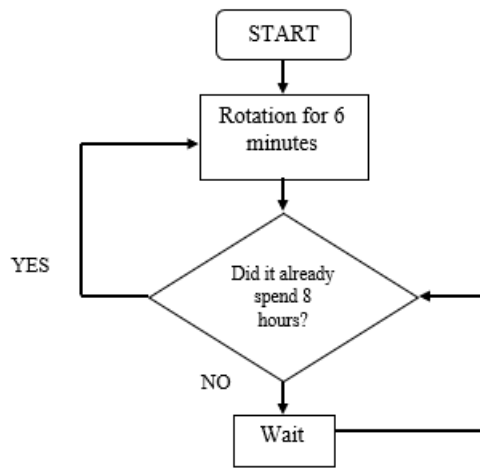 START
Rotation for 6
minutes
YES
Did it already
spend 8
hours?
NO
Wait